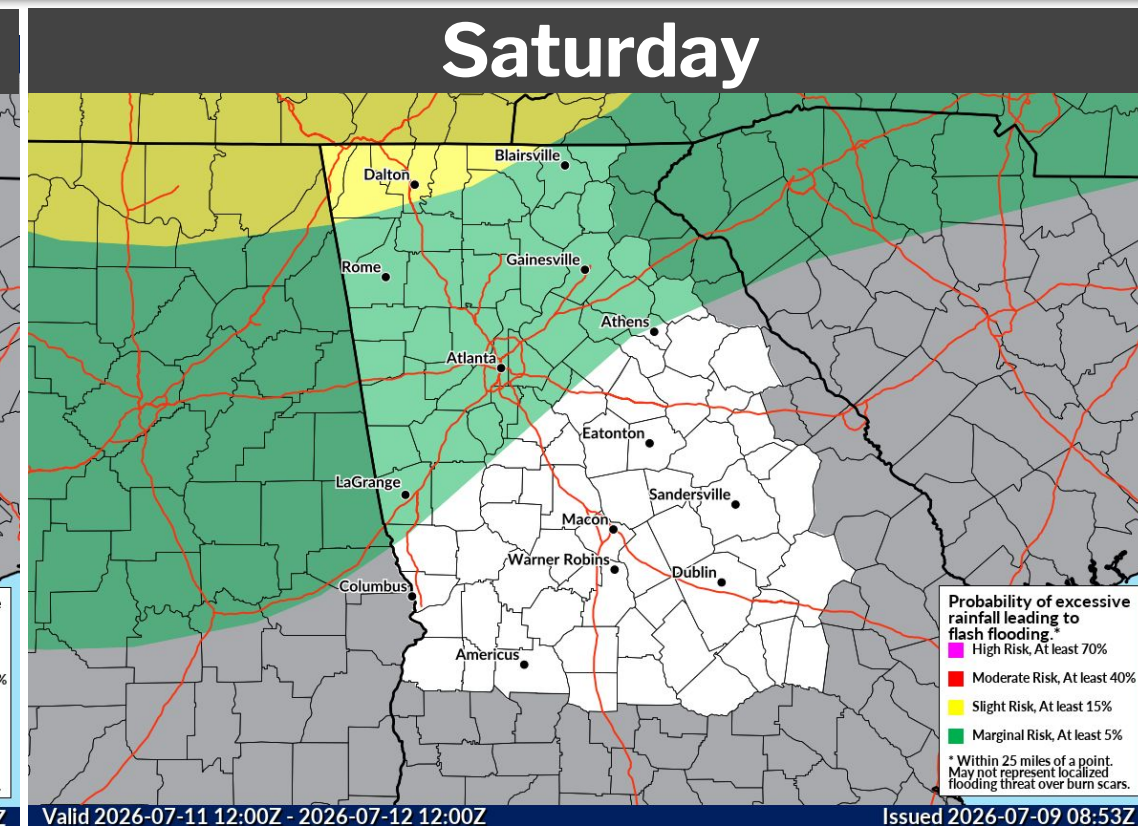 Saturday
Blairsville
Dalton
Gainesville
Rome
Athens
Atlanta
Eatonton
LaGrange
Sandersville
Macon
Warner Robins
Dublin
Columbus
Americus
Probability of excessive
rainfall leading to
flash flooding.*
High Risk, At least 70%
Moderate Risk, At least 40%
Slight Risk, At least 15%
Marginal Risk, At least 5%
* Within 25 miles of a point.
May not represent localized
flooding threat over burn scars.
%
Z
Valid 2026-07-11 12:00Z - 2026-07-12 12:00Z
Issued 2026-07-09 08:53Z